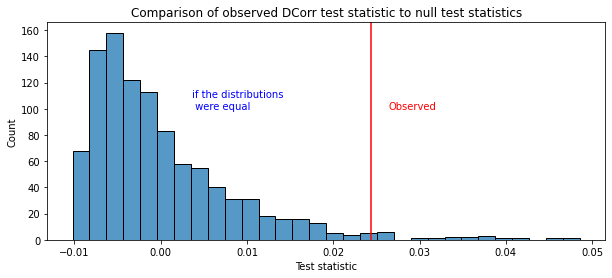 Comparison of observed DCorr test statistic to null test statistics
160
140
120
100
80
60
40
20
0
Count
if the distributions
were equal
Observed
−0.01 0.00 0.01 0.02 0.03 0.04 0.05
Test statistic